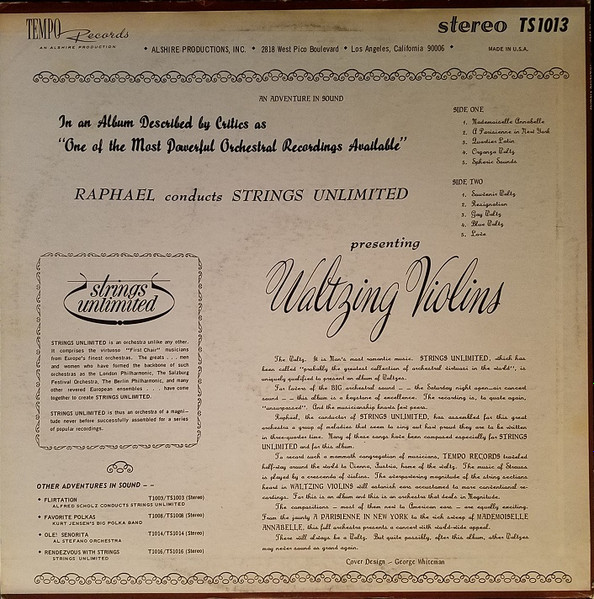 TEMPO Records
AN ALSHIRE PRODUCTION
• ALSHIRE PRODUCTIONS, INC. • 2818 West Pico Boulevard • Los Angeles, California 90006 •
stereo TS1013
MADE IN U.S.A.
AN ADVENTURE IN SOUND
In an Album Described by Critics as
"One of the Most Powerful Orchestral Recordings Available"
RAPHAEL conducts STRINGS UNLIMITED
SIDE ONE
1. Mademoiselle Annabelle
2. A Parisienne in New York
3. Quartier Latin
4. Organza Waltz
5. Spheric Sounds
SIDE TWO
1. Souvenir Waltz
2. Resignation
3. Gay Waltz
4. Blue Waltz
5. Love
presenting
Waltzing Violins
strings
unlimited
STRINGS UNLIMITED is an orchestra unlike any other.
It comprises the virtuoso "First Chair" musicians
from Europe's finest orchestras. The greats . . . men
and women who have formed the backbone of such
orchestras as the London Philharmonic, The Salzburg
Festival Orchestra, The Berlin Philharmonic, and many
other revered European ensembles . . . have come
together to create STRINGS UNLIMITED.
STRINGS UNLIMITED is thus an orchestra of a magni-
tude never before successfully assembled for a series
of popular recordings.
OTHER ADVENTURES IN SOUND – –
• FLIRTATION T1003/TS1003 (Stereo)
ALFRED SCHOLZ CONDUCTS STRINGS UNLIMITED
• FAVORITE POLKAS T1008/TS1008 (Stereo)
KURT JENSEN'S BIG POLKA BAND
• OLE! SENORITA T1014/TS1014 (Stereo)
AL STEFANO ORCHESTRA
• RENDEZVOUS WITH STRINGS T1016/TS1016 (Stereo)
STRINGS UNLIMITED
The Waltz. It is Man's most romantic music. STRINGS UNLIMITED, which has
been called "probably the greatest collection of orchestral virtuosi in the world", is
uniquely qualified to present an album of Waltzes.
For lovers of the BIG orchestral sound – – the Saturday night open-air concert
sound – – this album is a keystone of excellence. The recording is, to quote again,
"unsurpassed". And the musicianship knows few peers.
Raphael, the conductor of STRINGS UNLIMITED, has assembled for this great
orchestra a group of melodies that seem to sing out how proud they are to be written
in three-quarter time. Many of these songs have been composed especially for STRINGS
UNLIMITED and for this album.
To record such a mammoth congregation of musicians, TEMPO RECORDS traveled
half-way around the world to Vienna, Austria, home of the waltz. The music of Strauss
is played by a crescendo of violins. The overpowering magnitude of the string sections
heard in WALTZING VIOLINS will astonish ears accustomed to more conventional re-
cordings. For this is an album and this is an orchestra that deals in Magnitude.
The compositions – most of them new to American ears – are equally exciting.
From the jaunty A PARISIENNE IN NEW YORK to the rich sweep of MADEMOISELLE
ANNABELLE, this full orchestra presents a concert with world-wide appeal.
There will always be a Waltz. But quite possibly, after this album, other Waltzes
may never sound as grand again.
Cover Design – George Whiteman